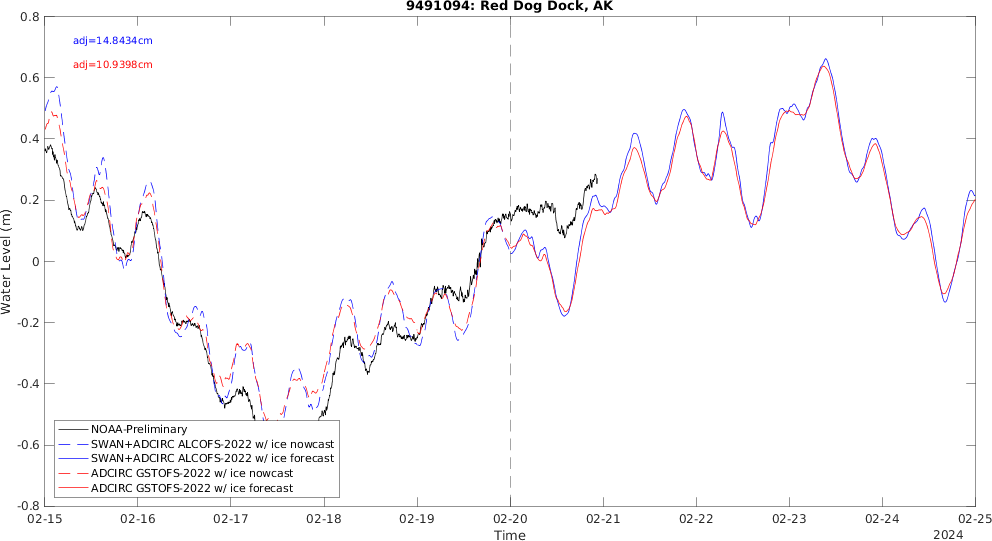 9491094: Red Dog Dock, AK
adj=14.8434cm
adj=10.9398cm
0.8
0.6
0.4
0.2
0
-0.2
-0.4
-0.6
-0.8
Water Level (m)
NOAA-Preliminary
SWAN+ADCIRC ALCOFS-2022 w/ ice nowcast
SWAN+ADCIRC ALCOFS-2022 w/ ice forecast
ADCIRC GSTOFS-2022 w/ ice nowcast
ADCIRC GSTOFS-2022 w/ ice forecast
02-15 02-16 02-17 02-18 02-19 02-20 02-21 02-22 02-23 02-24 02-25
Time
2024